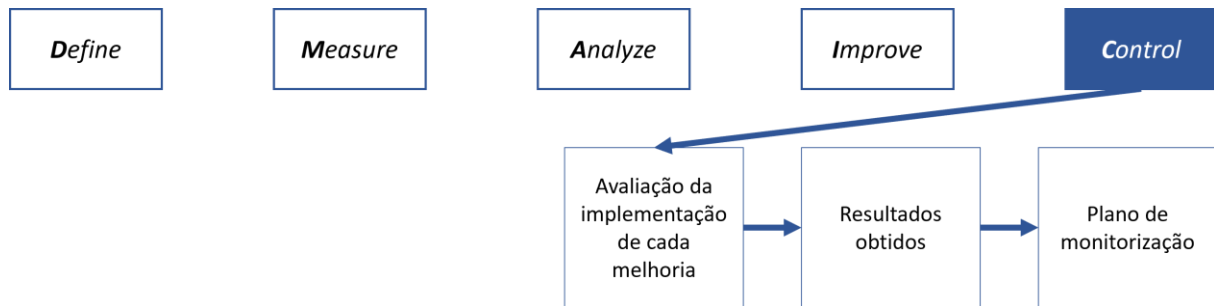 Define
Measure
Analyze
Improve
Control
Avaliação da
implementação
de cada
melhoria
Resultados
obtidos
Plano de
monitorização